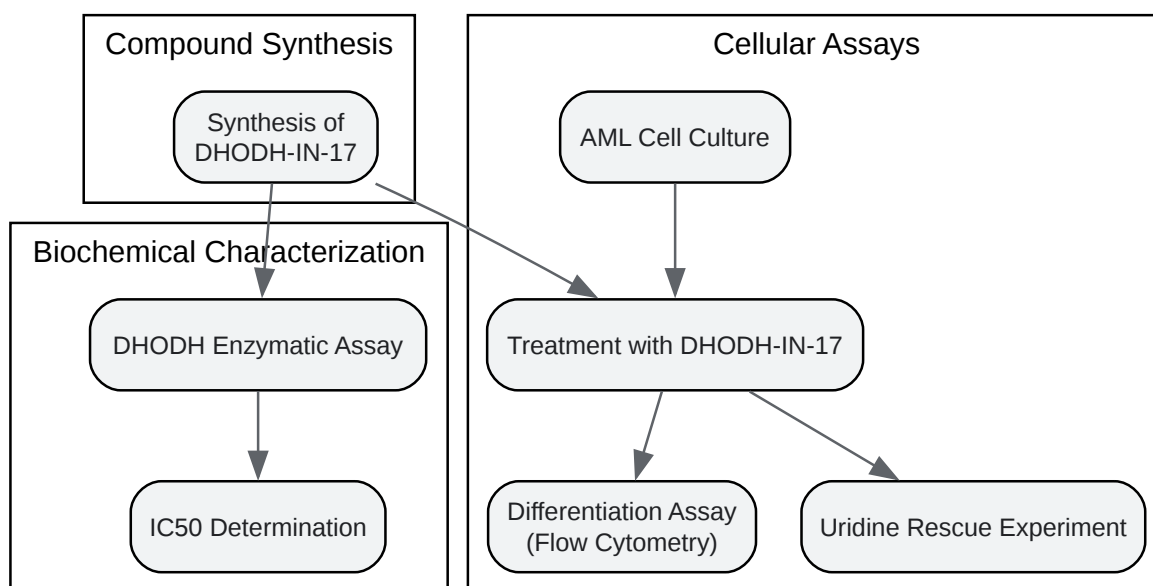 Compound Synthesis
Synthesis of
DHODH-IN-17
Biochemical Characterization
DHODH Enzymatic Assay
IC50 Determination
Cellular Assays
AML Cell Culture
Treatment with DHODH-IN-17
Differentiation Assay
(Flow Cytometry)
Uridine Rescue Experiment